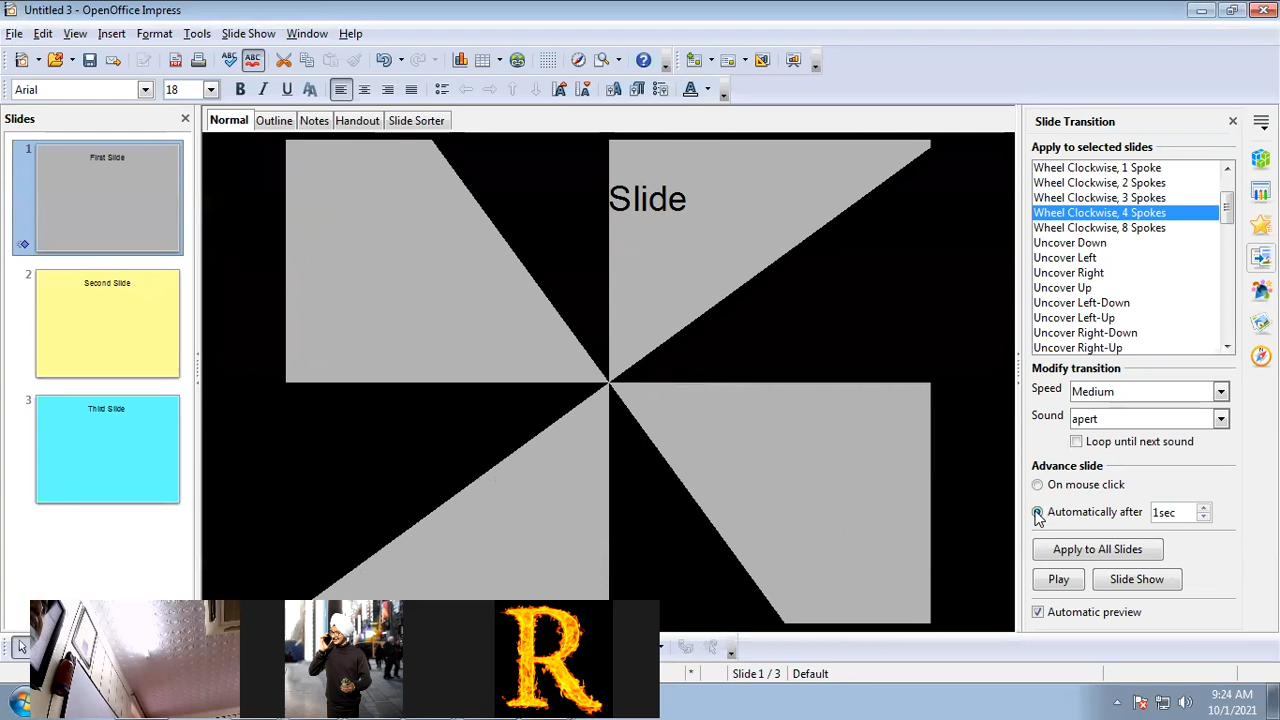 Untitled 3 - OpenOffice Impress
File Edit View Insert Format Tools Slide Show Window Help
Arial 18
Slides
Normal Outline Notes Handout Slide Sorter
1
First Slide
2
Second Slide
3
Third Slide
Slide
Slide Transition
Apply to selected slides
Wheel Clockwise, 1 Spoke
Wheel Clockwise, 2 Spokes
Wheel Clockwise, 3 Spokes
Wheel Clockwise, 4 Spokes
Wheel Clockwise, 8 Spokes
Uncover Down
Uncover Left
Uncover Right
Uncover Up
Uncover Left-Down
Uncover Left-Up
Uncover Right-Down
Uncover Right-Up
Modify transition
Speed Medium
Sound apert
Loop until next sound
Advance slide
On mouse click
Automatically after 1sec
Apply to All Slides
Play Slide Show
Automatic preview
R
* Slide 1 / 3 Default
9:24 AM
10/1/2021